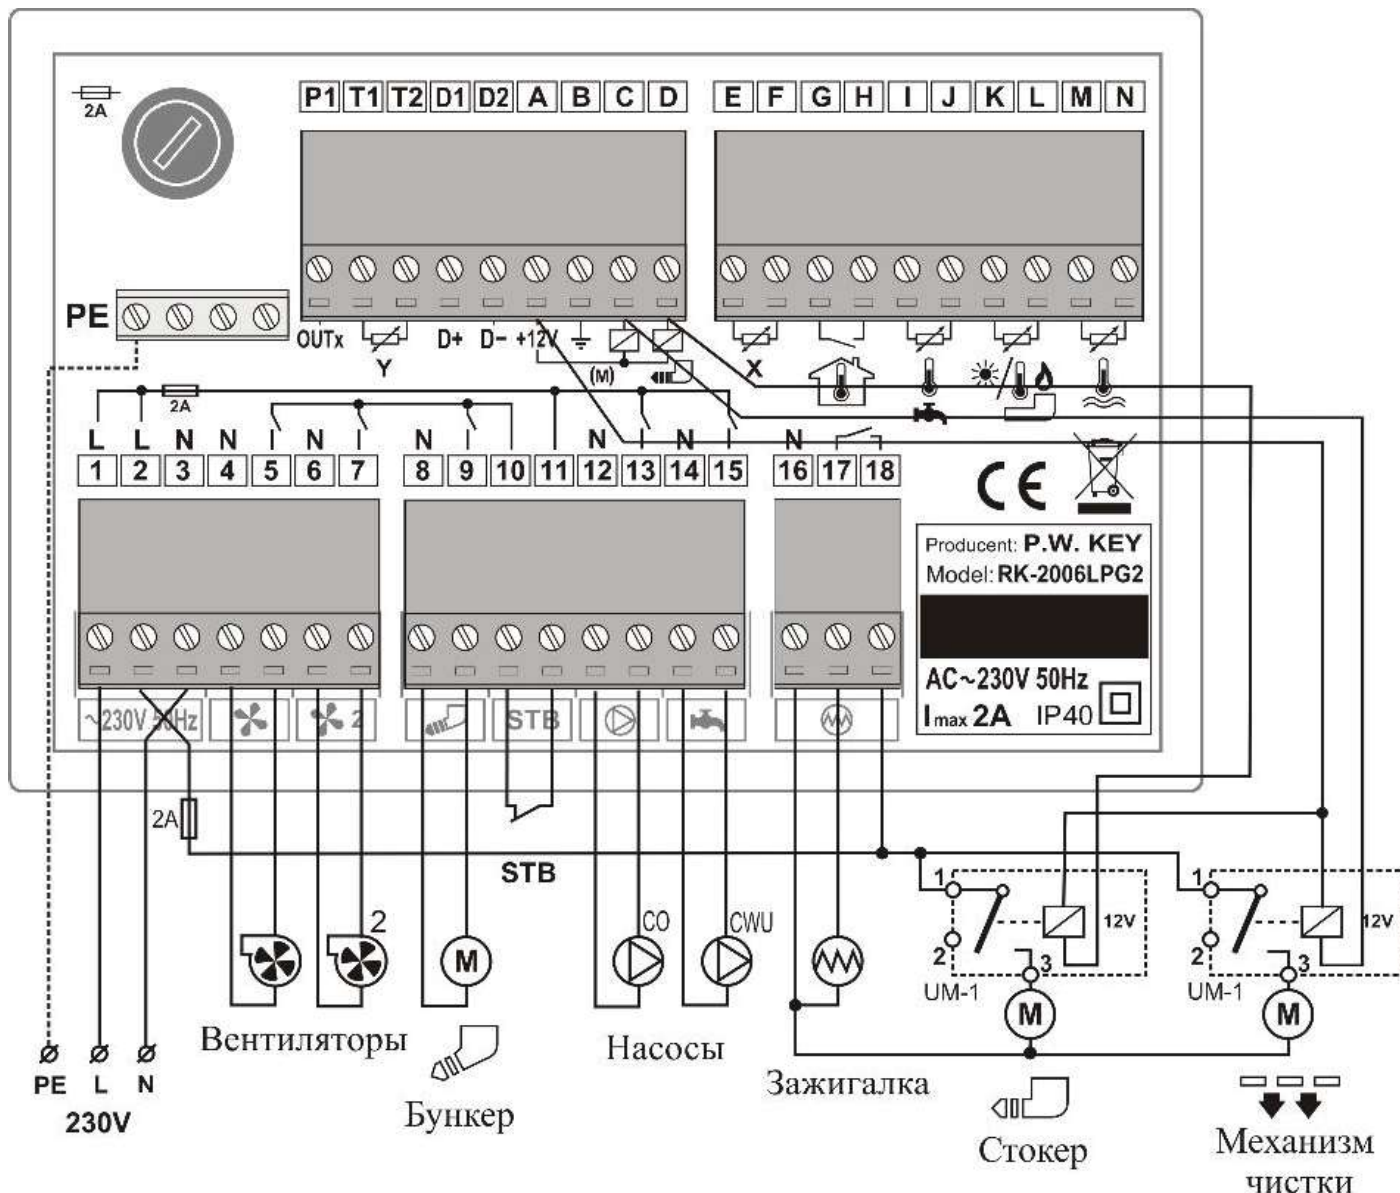 2A
P1 T1 T2 D1 D2 A B C D E F G H I J K L M N
PE
OUTx Y D+ D- +12V (M) X
2A
L L N N N N N N N
1 2 3 4 5 6 7 8 9 10 11 12 13 14 15 16 17 18
CE
Producent: P.W. KEY
Model: RK-2006LPG2
AC~230V 50Hz
I max 2A IP40
~230V 50Hz 2 STB
2A
STB
1 2 3 12V
UM-1
1 2 3 12V
UM-1
2 M CO CWU M M
Вентиляторы
Бункер
Насосы
Зажигалка
Стокер
Механизм
чистки
PE L N
230V